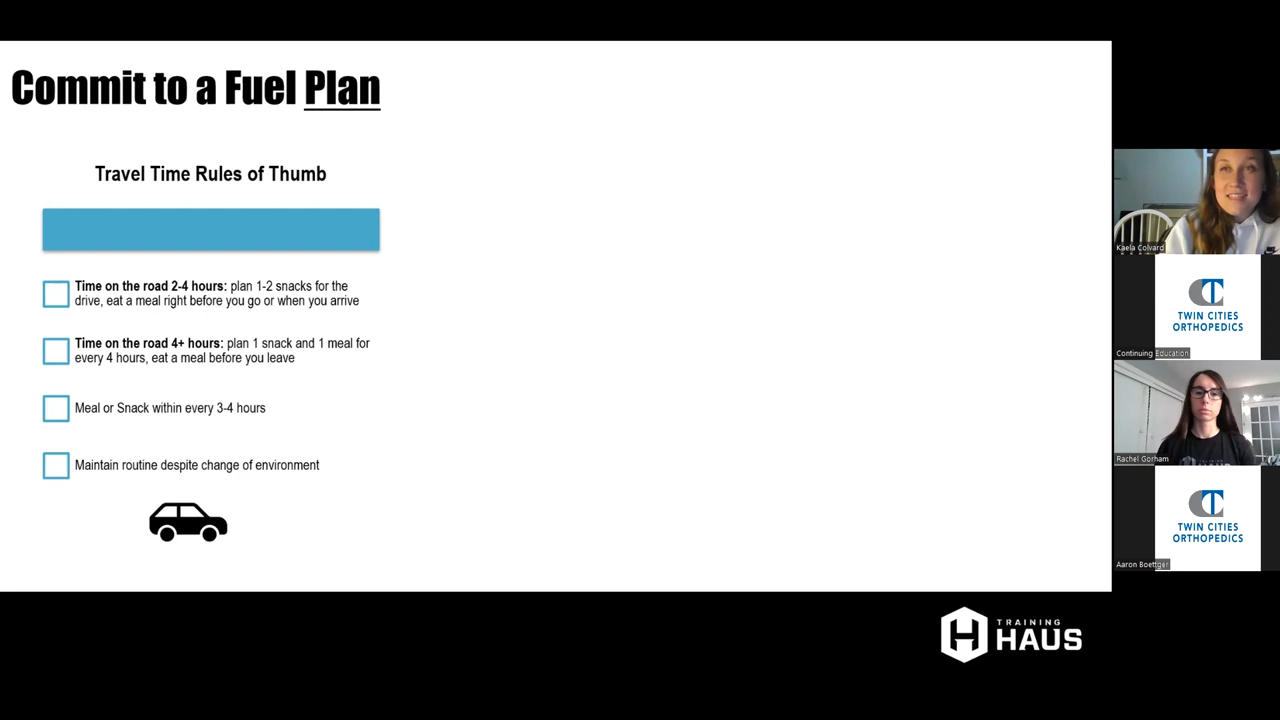 Commit to a Fuel Plan
Travel Time Rules of Thumb
Time on the road 2-4 hours: plan 1-2 snacks for the
drive, eat a meal right before you go or when you arrive
Time on the road 4+ hours: plan 1 snack and 1 meal for
every 4 hours, eat a meal before you leave
Meal or Snack within every 3-4 hours
Maintain routine despite change of environment
Kaela Colvard
TWIN CITIES
ORTHOPEDICS
Continuing Education
Rachel Gorham
TWIN CITIES
ORTHOPEDICS
Aaron Boettger
TRAINING
HAUS